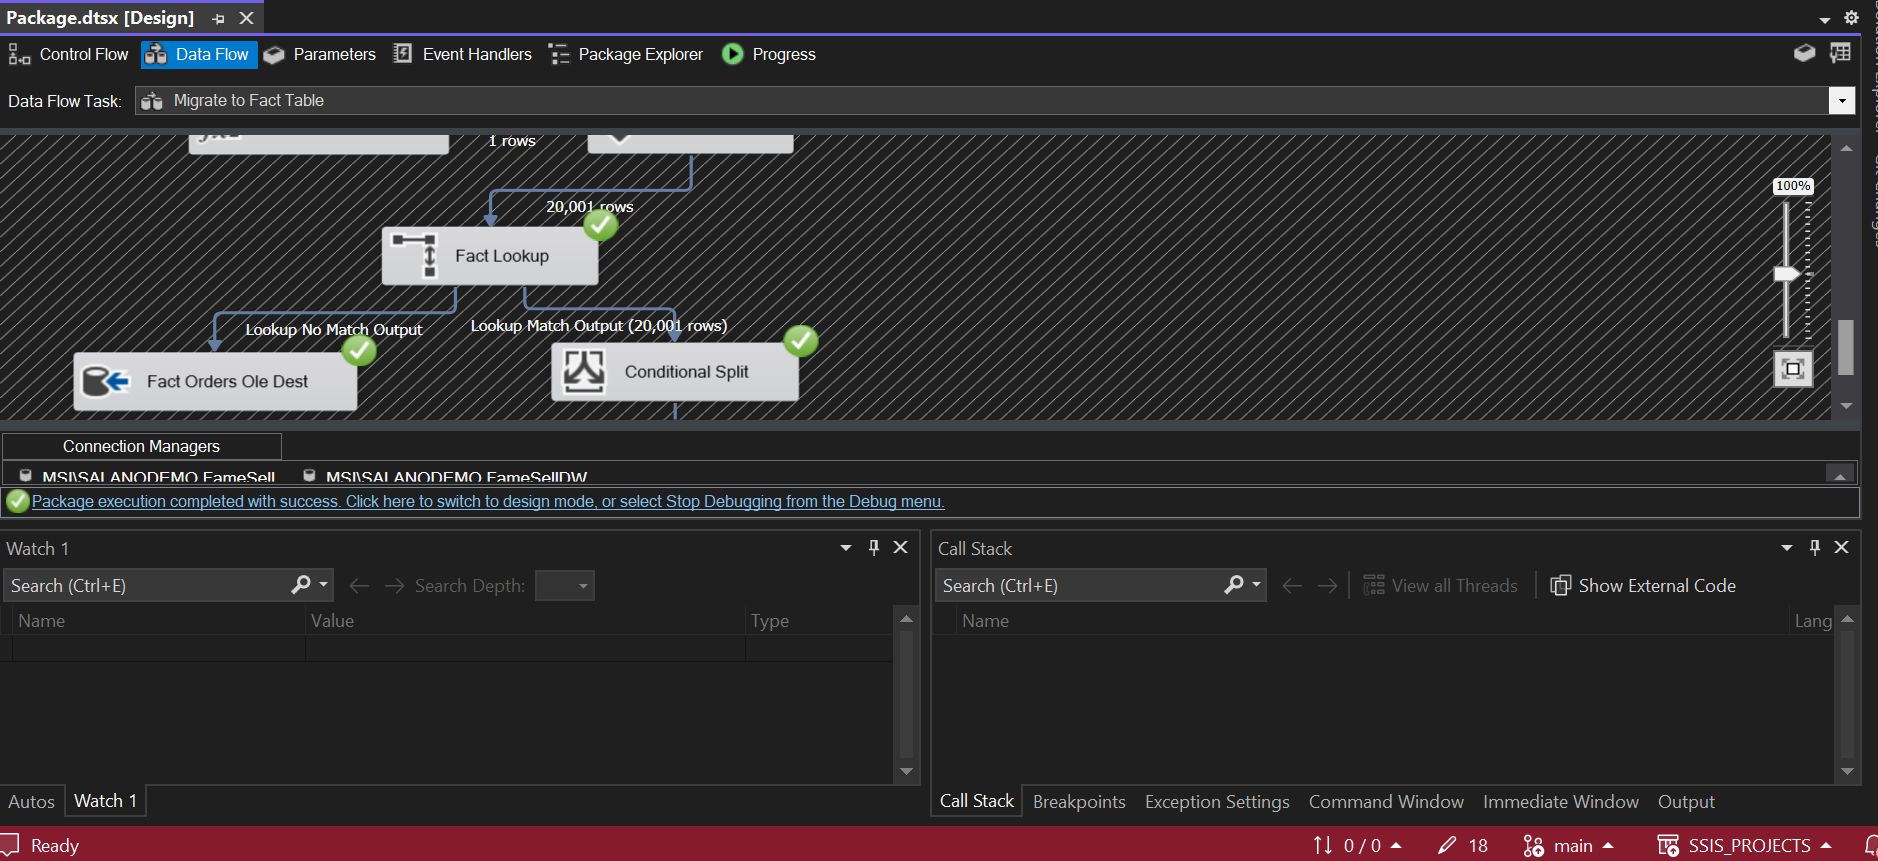 Package.dtsx [Design]
Control Flow
Data Flow
Parameters
Event Handlers
Package Explorer
Progress
Data Flow Task:
Migrate to Fact Table
1 rows
100%
20,001 rows
Fact Lookup
Lookup No Match Output
Lookup Match Output (20,001 rows)
Fact Orders Ole Dest
Conditional Split
Connection Managers
MSI\SALANODEMO.FameSell
MSI\SALANODEMO.FameSellDW
Package execution completed with success. Click here to switch to design mode, or select Stop Debugging from the Debug menu.
Watch 1
Search (Ctrl+E)
Search Depth:
Name
Value
Type
Autos
Watch 1
Call Stack
Search (Ctrl+E)
View all Threads
Show External Code
Name
Lang
Call Stack
Breakpoints
Exception Settings
Command Window
Immediate Window
Output
Ready
0 / 0
18
main
SSIS_PROJECTS